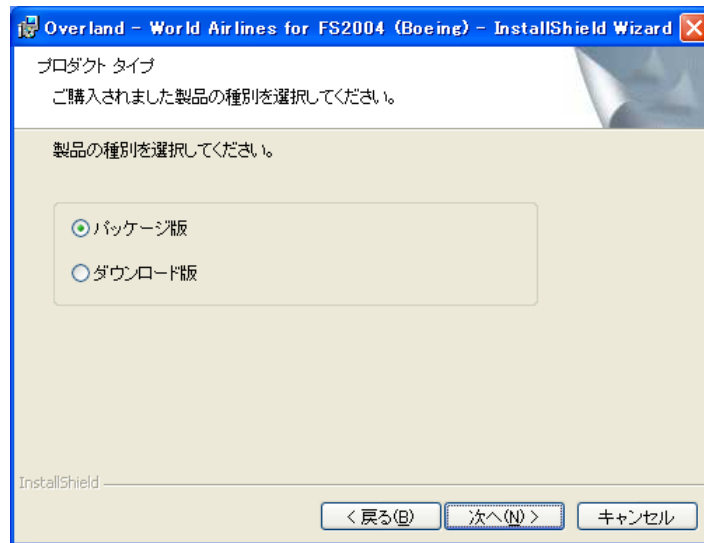 Overland - World Airlines for FS2004 (Boeing) - InstallShield Wizard
プロダクト タイプ
ご購入されました製品の種別を選択してください。
製品の種別を選択してください。
パッケージ版
ダウンロード版
InstallShield
< 戻る(B) 次へ(N) > キャンセル